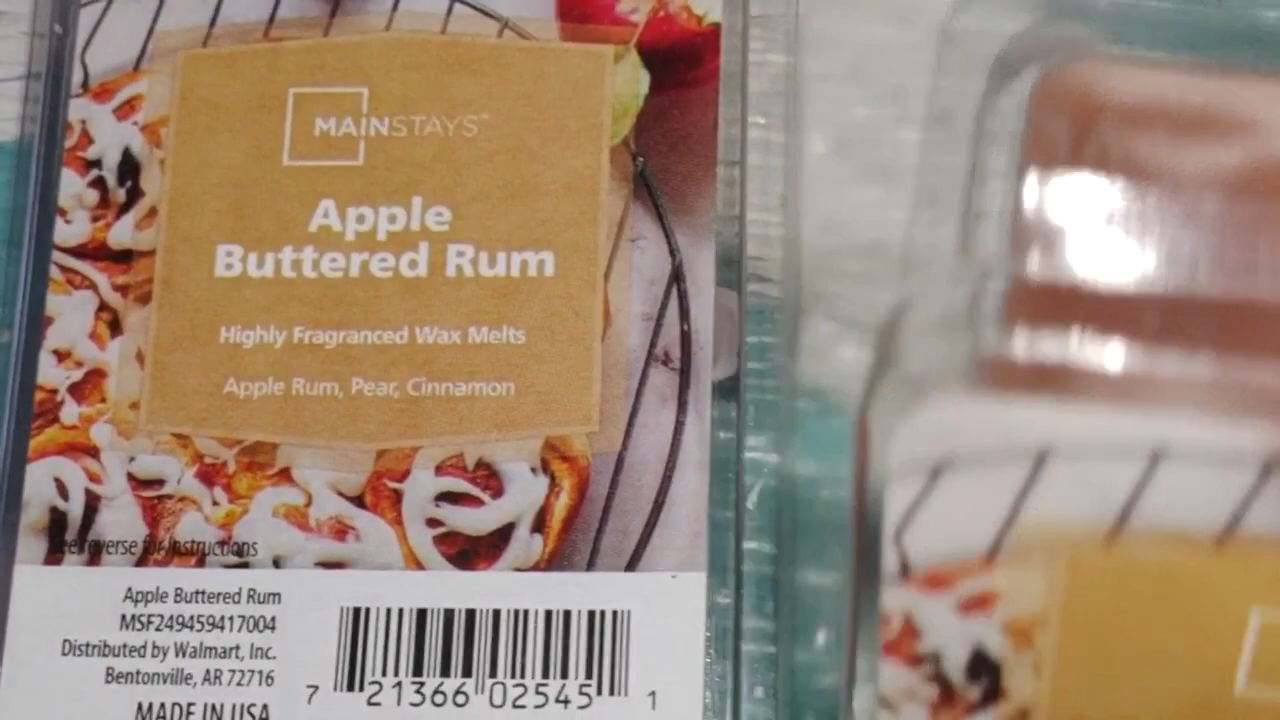 MAINSTAYS™
Apple
Buttered Rum
Highly Fragranced Wax Melts
Apple Rum, Pear, Cinnamon
See reverse for Instructions
Apple Buttered Rum
MSF249459417004
Distributed by Walmart, Inc.
Bentonville, AR 72716
MADE IN USA
7 21366 02545 1